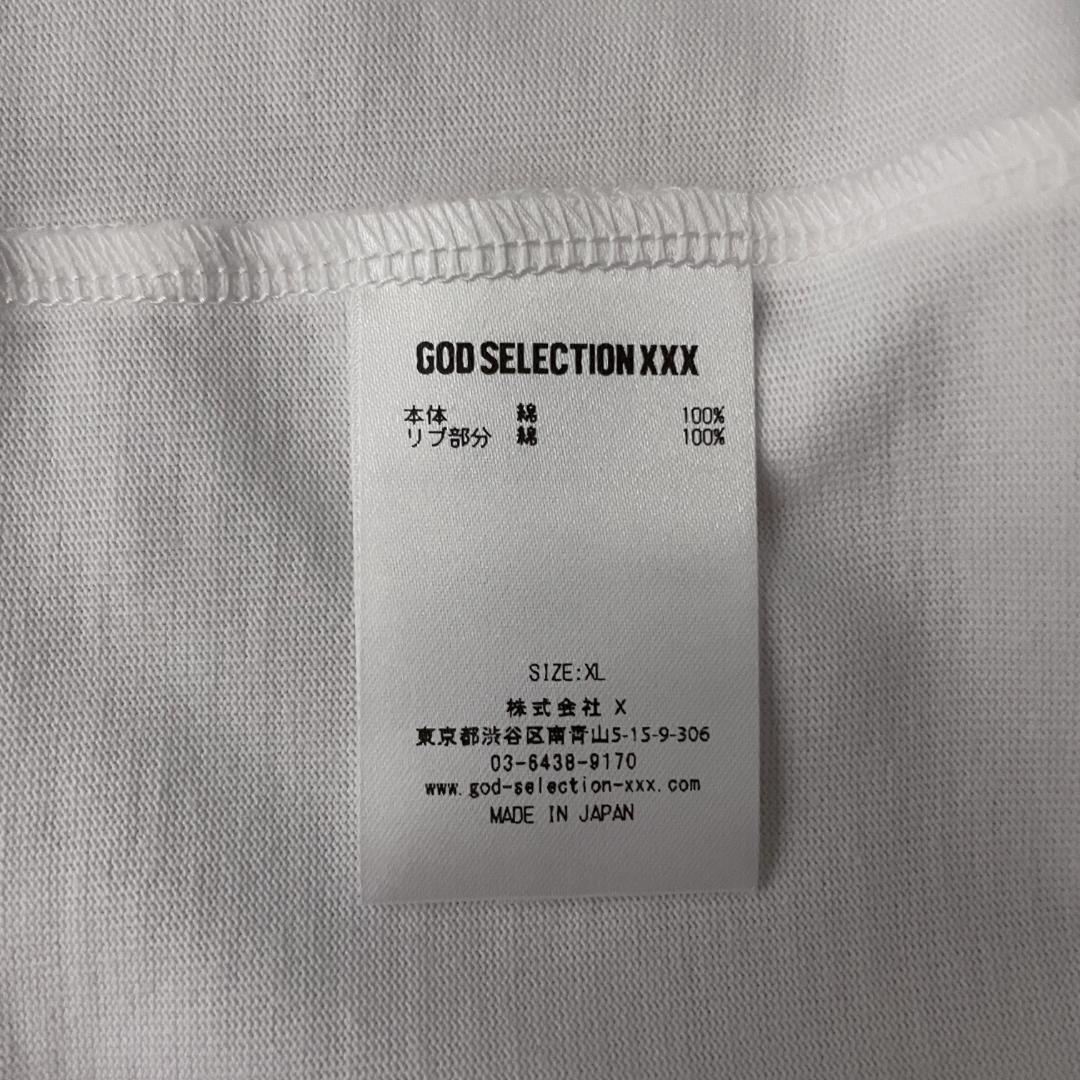 GOD SELECTION XXX
本体 綿 100%
リブ部分 綿 100%
SIZE:XL
株式会社 X
東京都渋谷区南青山5-15-9-306
03-6438-9170
www.god-selection-xxx.com
MADE IN JAPAN